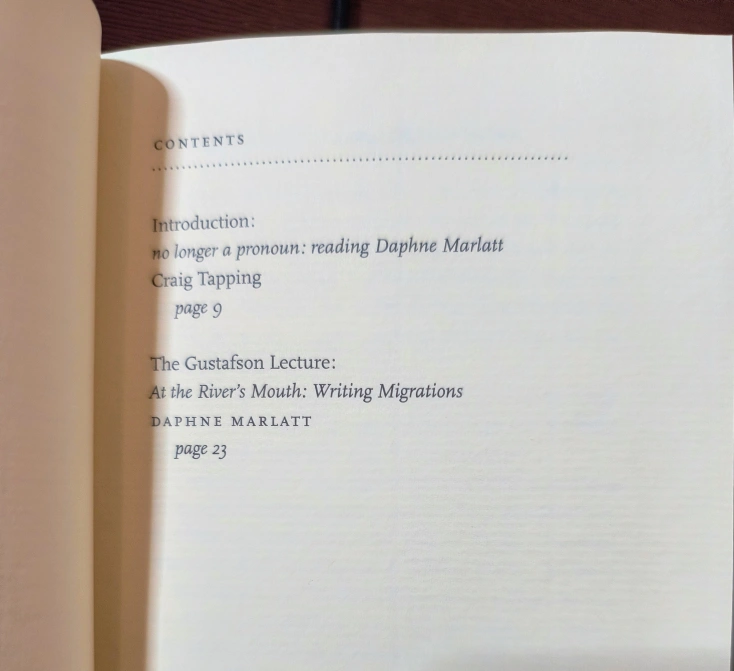 CONTENTS
Introduction:
no longer a pronoun: reading Daphne Marlatt
Craig Tapping
page 9
The Gustafson Lecture:
At the River's Mouth: Writing Migrations
DAPHNE MARLATT
page 23